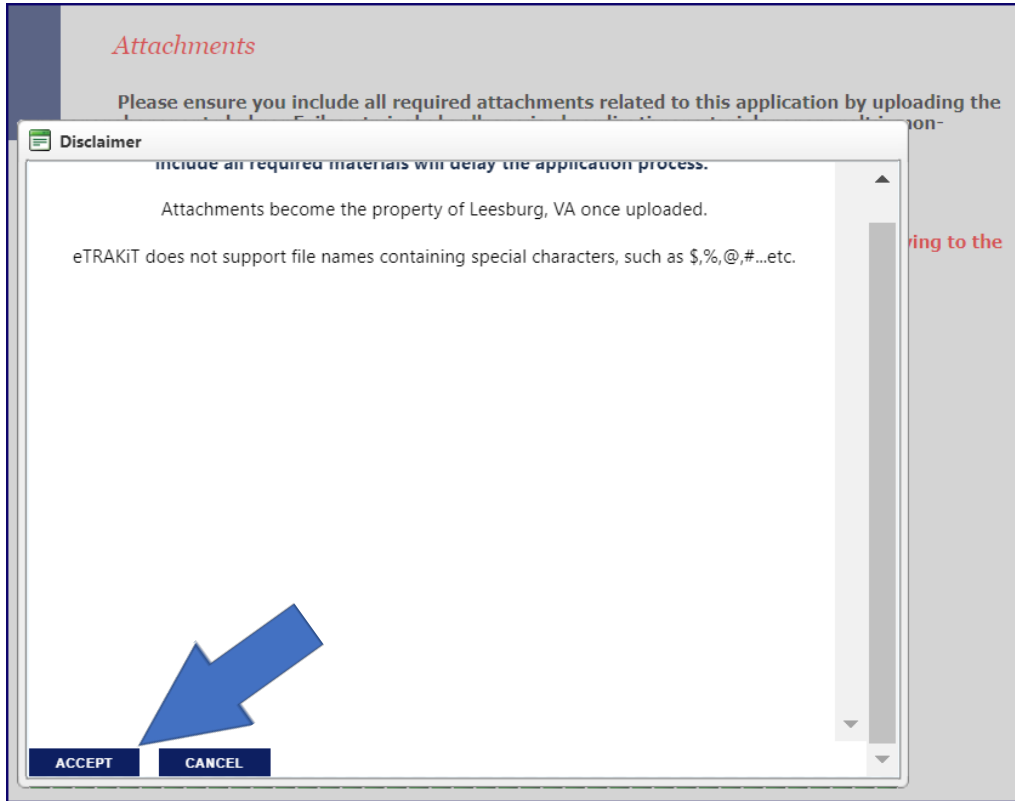 Attachments
Please ensure you include all required attachments related to this application by uploading the
non-
Disclaimer
include all required materials will delay the application process.
Attachments become the property of Leesburg, VA once uploaded.
ying to the
eTRAKiT does not support file names containing special characters, such as $,%,@,#...etc.
ACCEPT
CANCEL